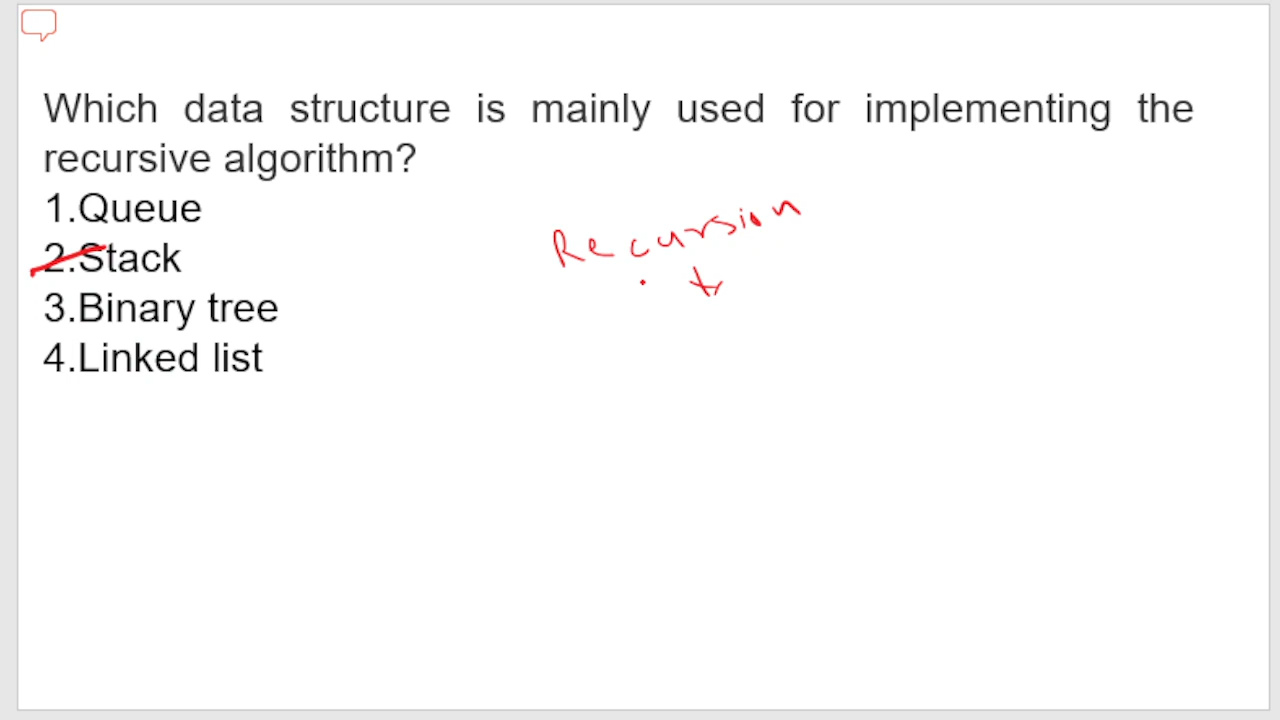 Which data structure is mainly used for implementing the
recursive algorithm?
1.Queue
2.Stack
3.Binary tree
4.Linked list
Recursion